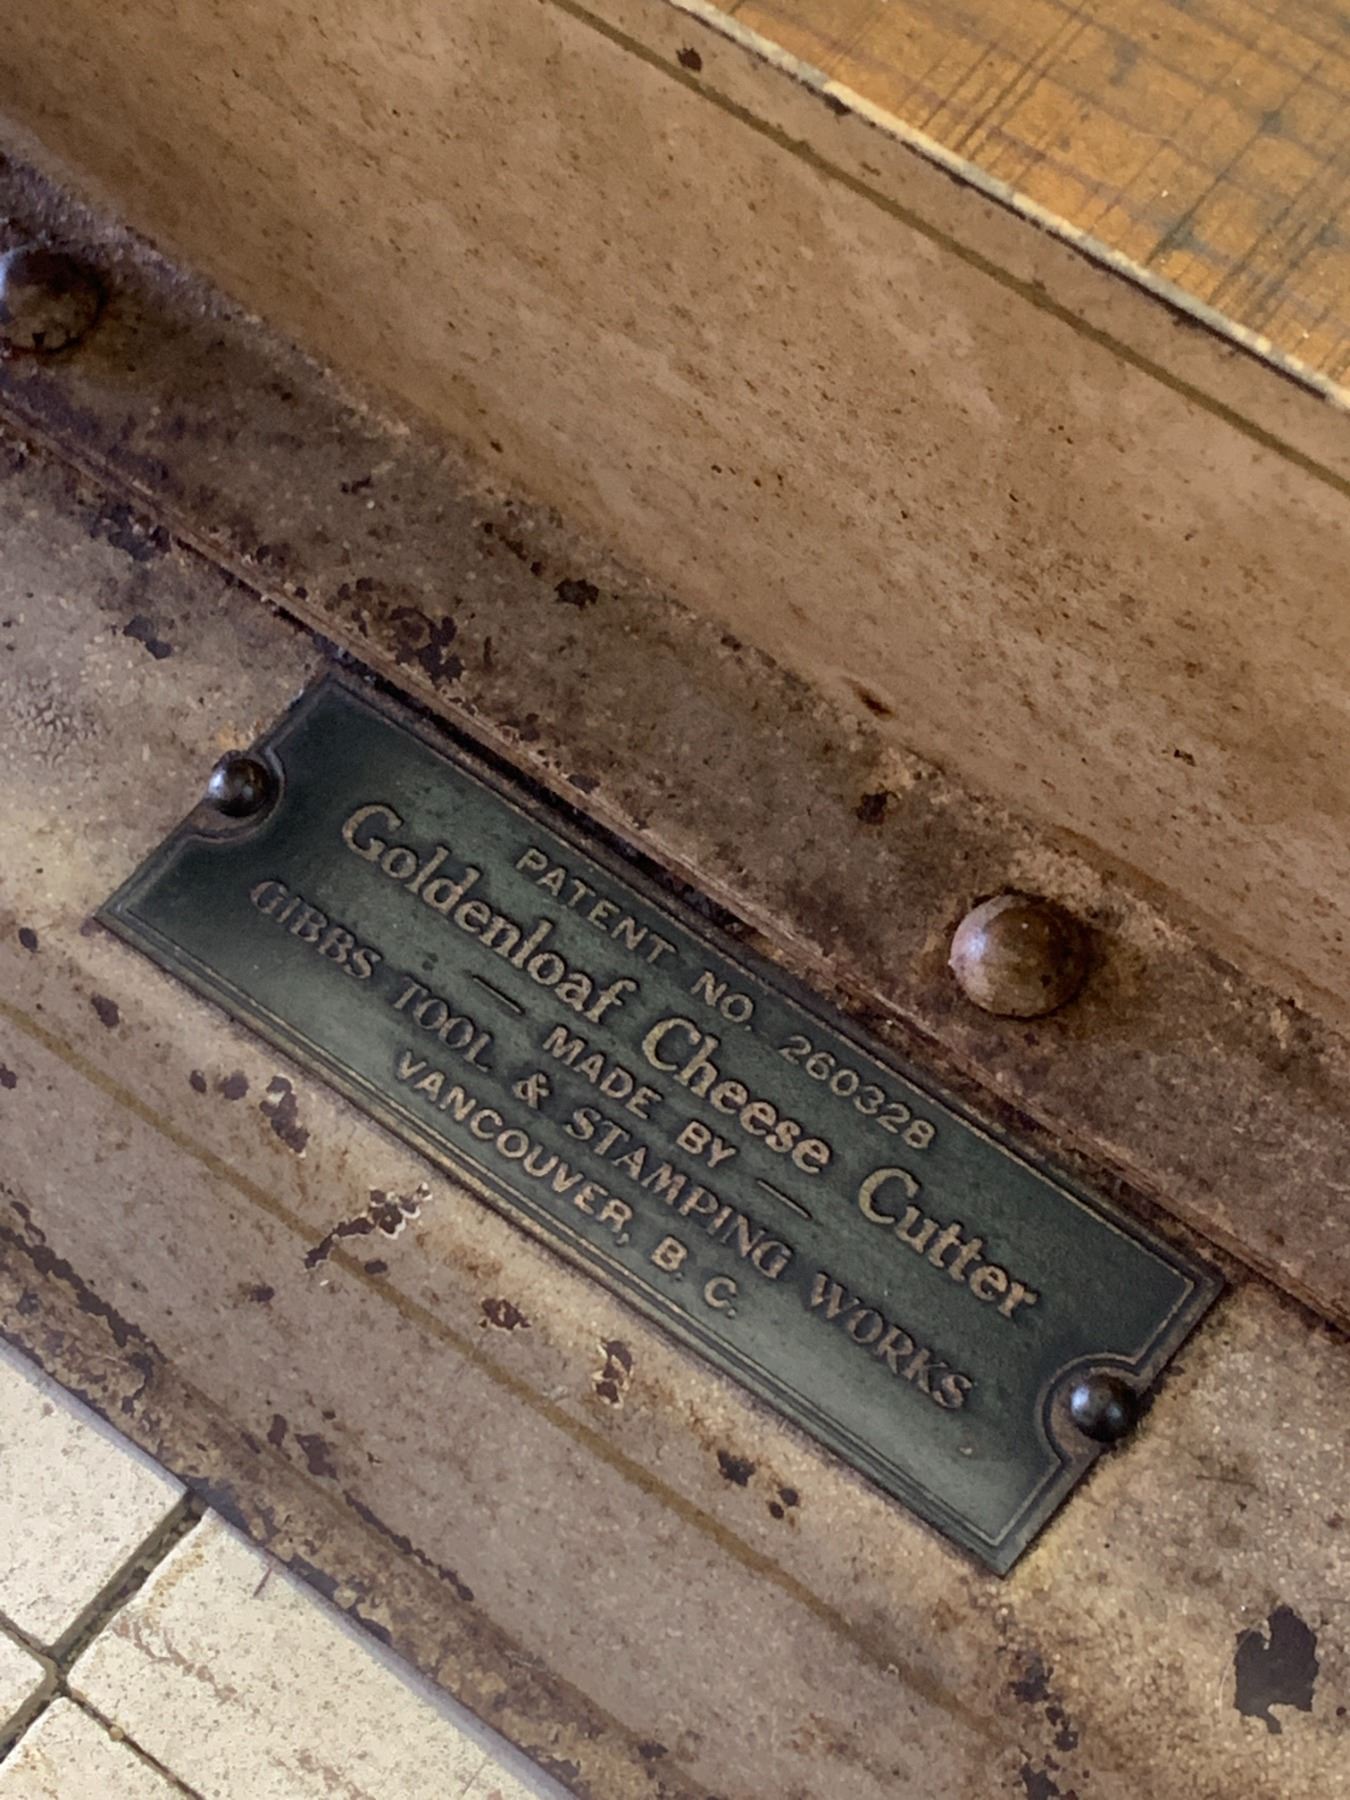 PATENT NO. 260328
Goldenloaf Cheese Cutter
— MADE BY —
GIBBS TOOL & STAMPING WORKS
VANCOUVER, B. C.